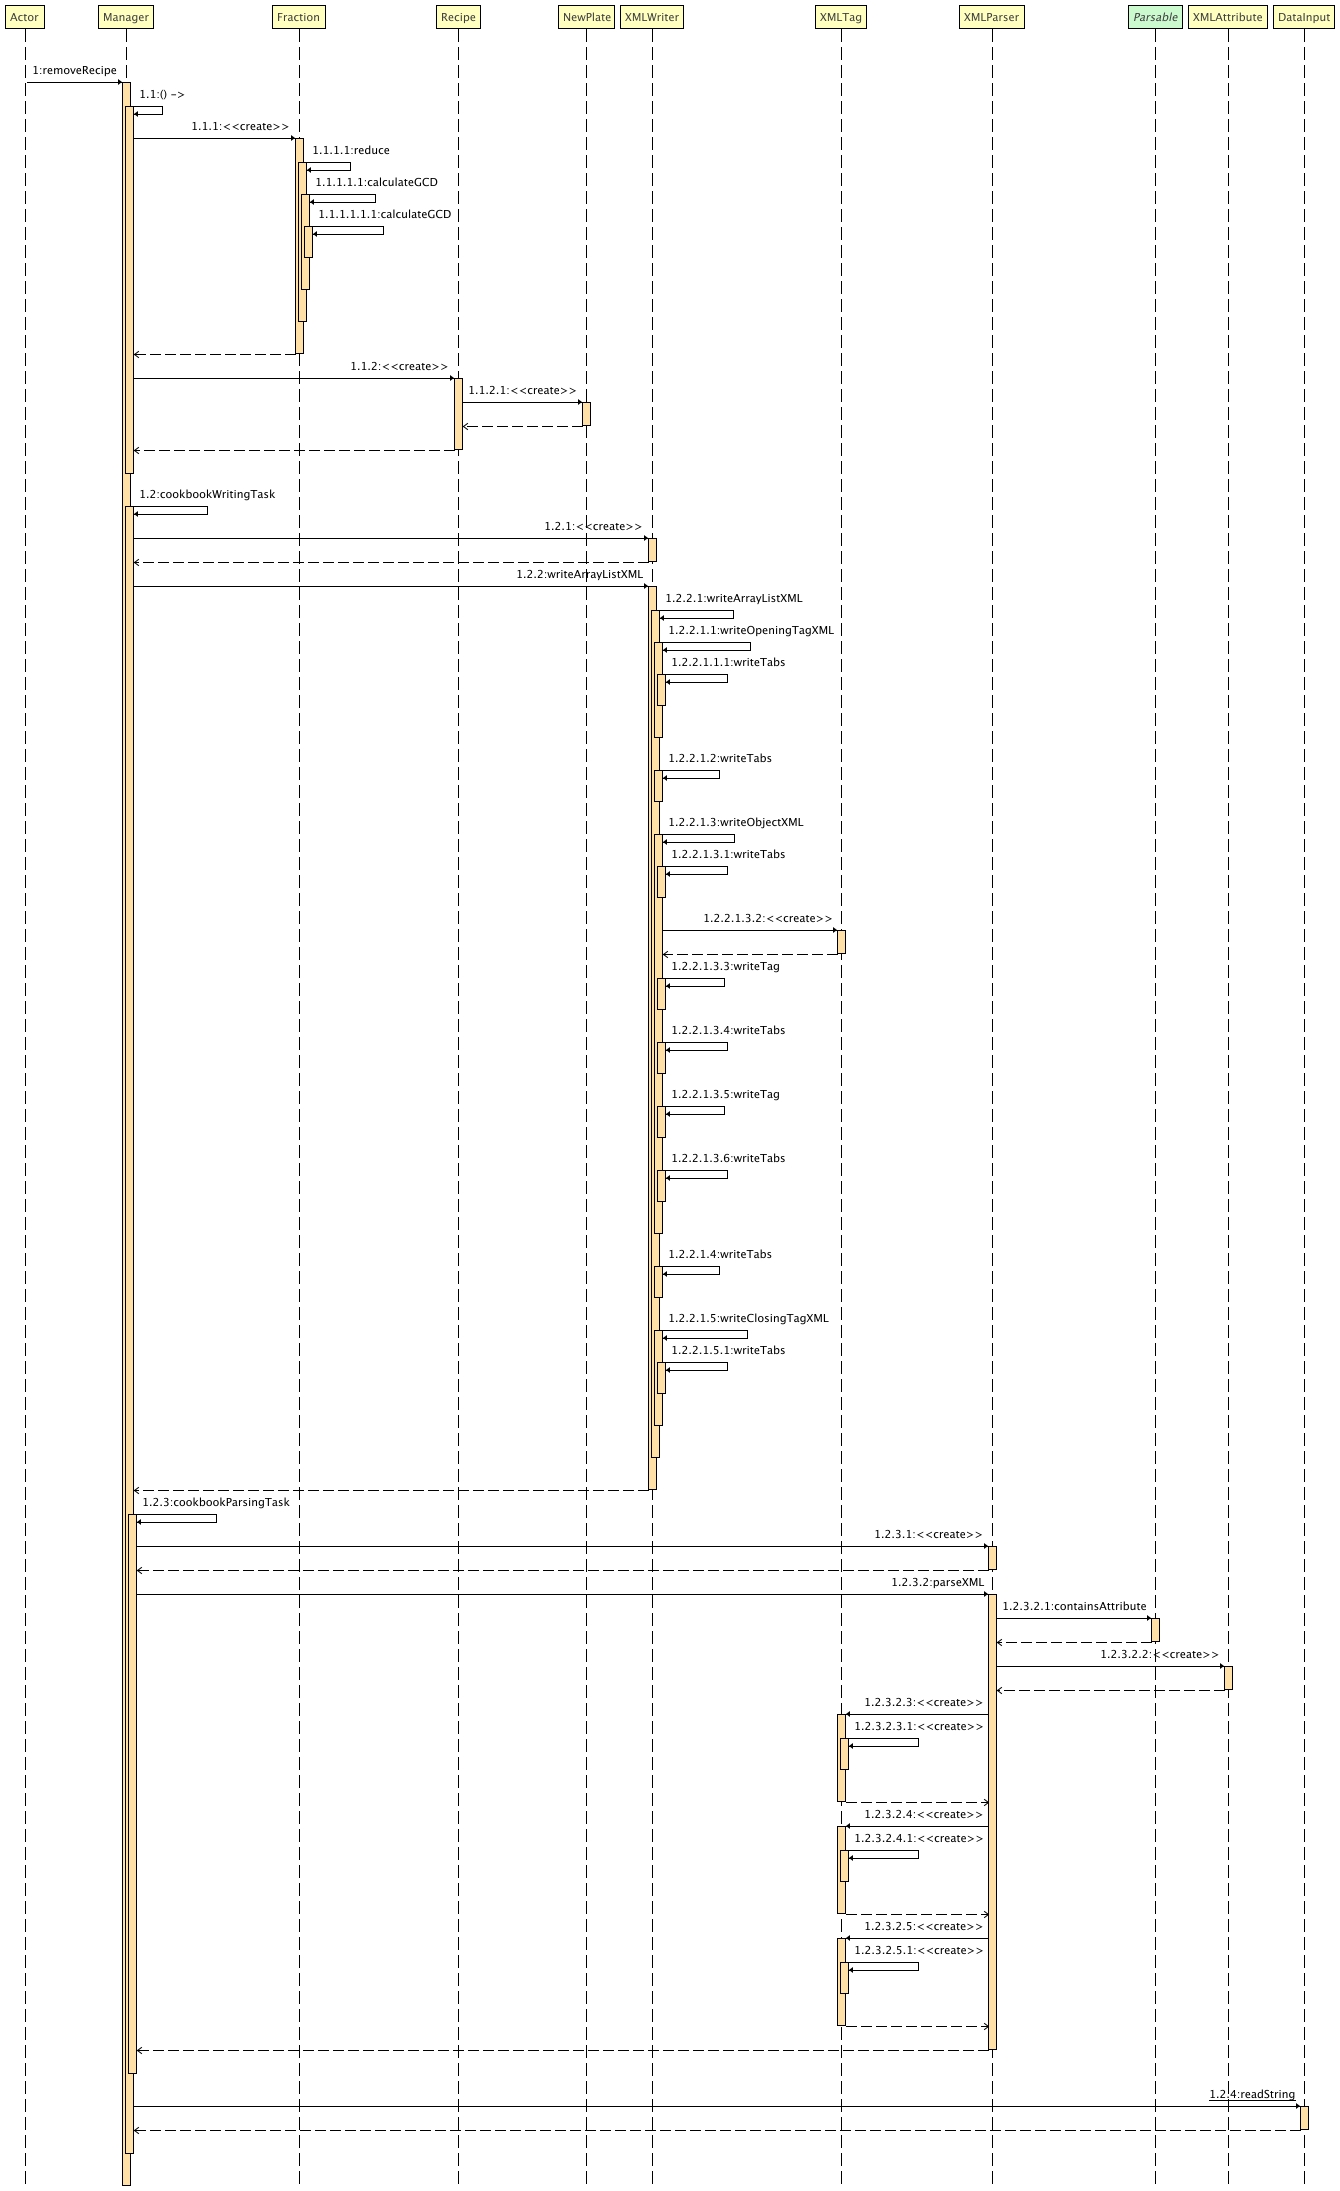 Actor
Manager
Fraction
Recipe
NewPlate
XMLWriter
XMLTag
XMLParser
Parsable
XMLAttribute
DataInput
1:removeRecipe
1.1:() ->
1.1.1:<<create>>
1.1.1.1:reduce
1.1.1.1.1:calculateGCD
1.1.1.1.1.1:calculateGCD
1.1.2:<<create>>
1.1.2.1:<<create>>
1.2:cookbookWritingTask
1.2.1:<<create>>
1.2.2:writeArrayListXML
1.2.2.1:writeArrayListXML
1.2.2.1.1:writeOpeningTagXML
1.2.2.1.1.1:writeTabs
1.2.2.1.2:writeTabs
1.2.2.1.3:writeObjectXML
1.2.2.1.3.1:writeTabs
1.2.2.1.3.2:<<create>>
1.2.2.1.3.3:writeTag
1.2.2.1.3.4:writeTabs
1.2.2.1.3.5:writeTag
1.2.2.1.3.6:writeTabs
1.2.2.1.4:writeTabs
1.2.2.1.5:writeClosingTagXML
1.2.2.1.5.1:writeTabs
1.2.3:cookbookParsingTask
1.2.3.1:<<create>>
1.2.3.2:parseXML
1.2.3.2.1:containsAttribute
1.2.3.2.2:<<create>>
1.2.3.2.3:<<create>>
1.2.3.2.3.1:<<create>>
1.2.3.2.4:<<create>>
1.2.3.2.4.1:<<create>>
1.2.3.2.5:<<create>>
1.2.3.2.5.1:<<create>>
1.2.4:readString